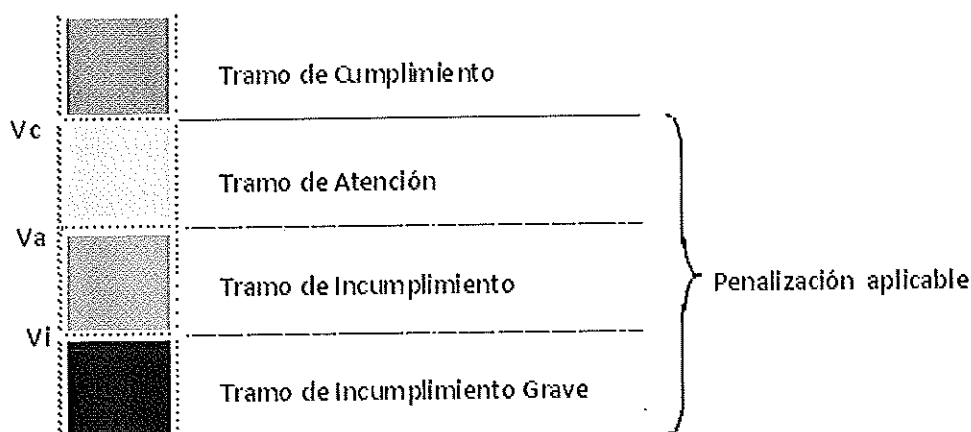 Tramo de Cumplimiento
Vc
Tramo de Atención
Va
Tramo de Incumplimiento
Penalización aplicable
Vi
Tramo de Incumplimiento Grave